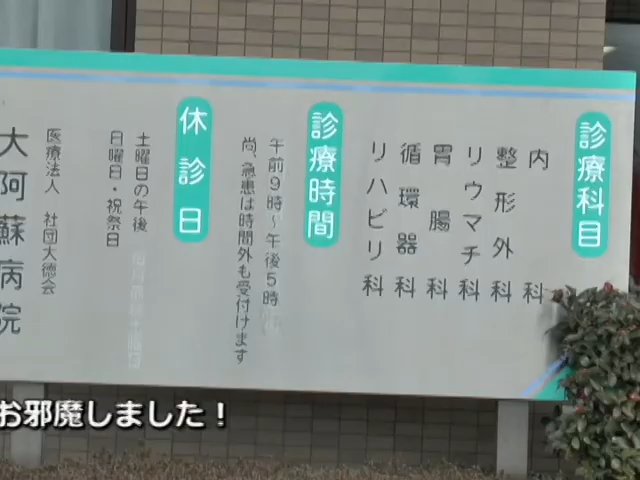 診療科目
内科
整形外科
リウマチ科
胃腸科
循環器科
リハビリ科
診療時間
午前9時〜午後5時
尚、急患は時間外も受付けます
休診日
土曜日の午後
日曜日・祝祭日
医療法人 社団大徳会
大阿蘇病院
お邪魔しました！